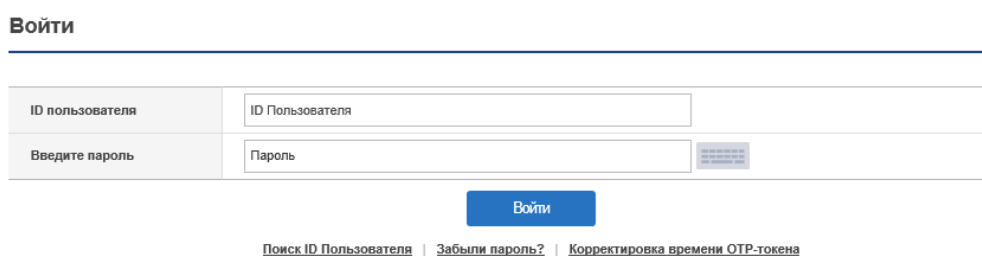 Войти
ID пользователя ID Пользователя
Введите пароль Пароль
Войти
Поиск ID Пользователя | Забыли пароль? | Корректировка времени OTP-токена